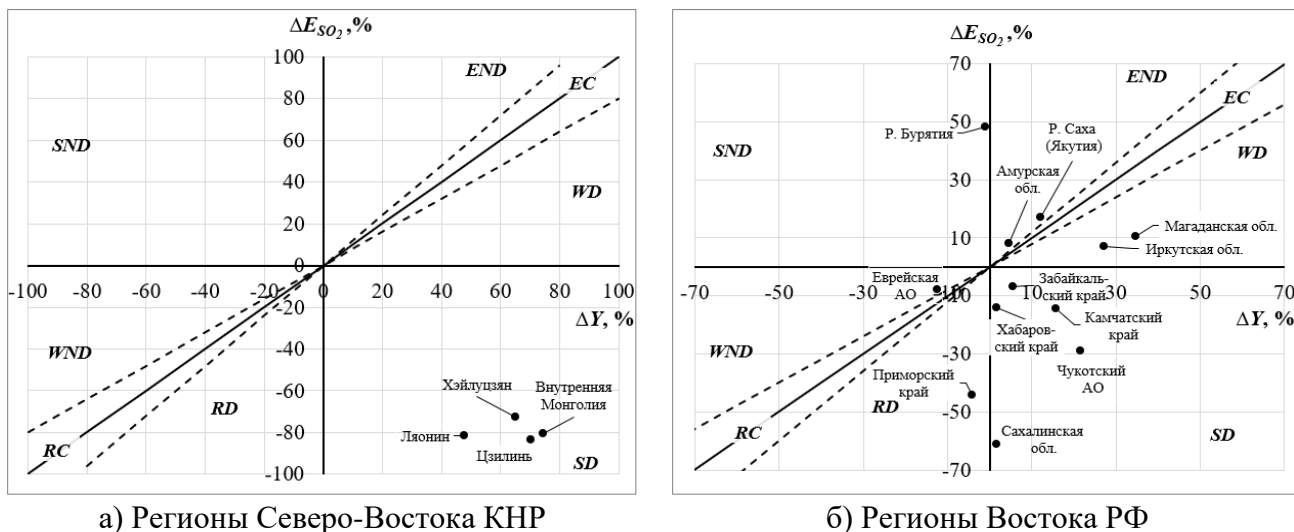 ΔE_SO₂,%
100
80
60
40
20
0
-20
-40
-60
-80
-100
-100 -80 -60 -40 -20 0 20 40 60 80 100
ΔY, %
SND
END
EC
WD
WND
RD
RC
SD
Хэйлуцзян
Внутренняя
Монголия
Ляонин
Цзилинь
а) Регионы Северо-Востока КНР
ΔE_SO₂,%
70
50
30
10
-10
-30
-50
-70
-70 -50 -30 -10 10 30 50 70
ΔY, %
SND
END
EC
WD
WND
RD
RC
SD
Р. Бурятия
Р. Саха
(Якутия)
Амурская
обл.
Магаданская обл.
Иркутская обл.
Еврейская
АО
Забайкаль-
ский край
Хабаров-
ский край
Камчатский
край
Чукотский
АО
Приморский
край
Сахалинская
обл.
б) Регионы Востока РФ